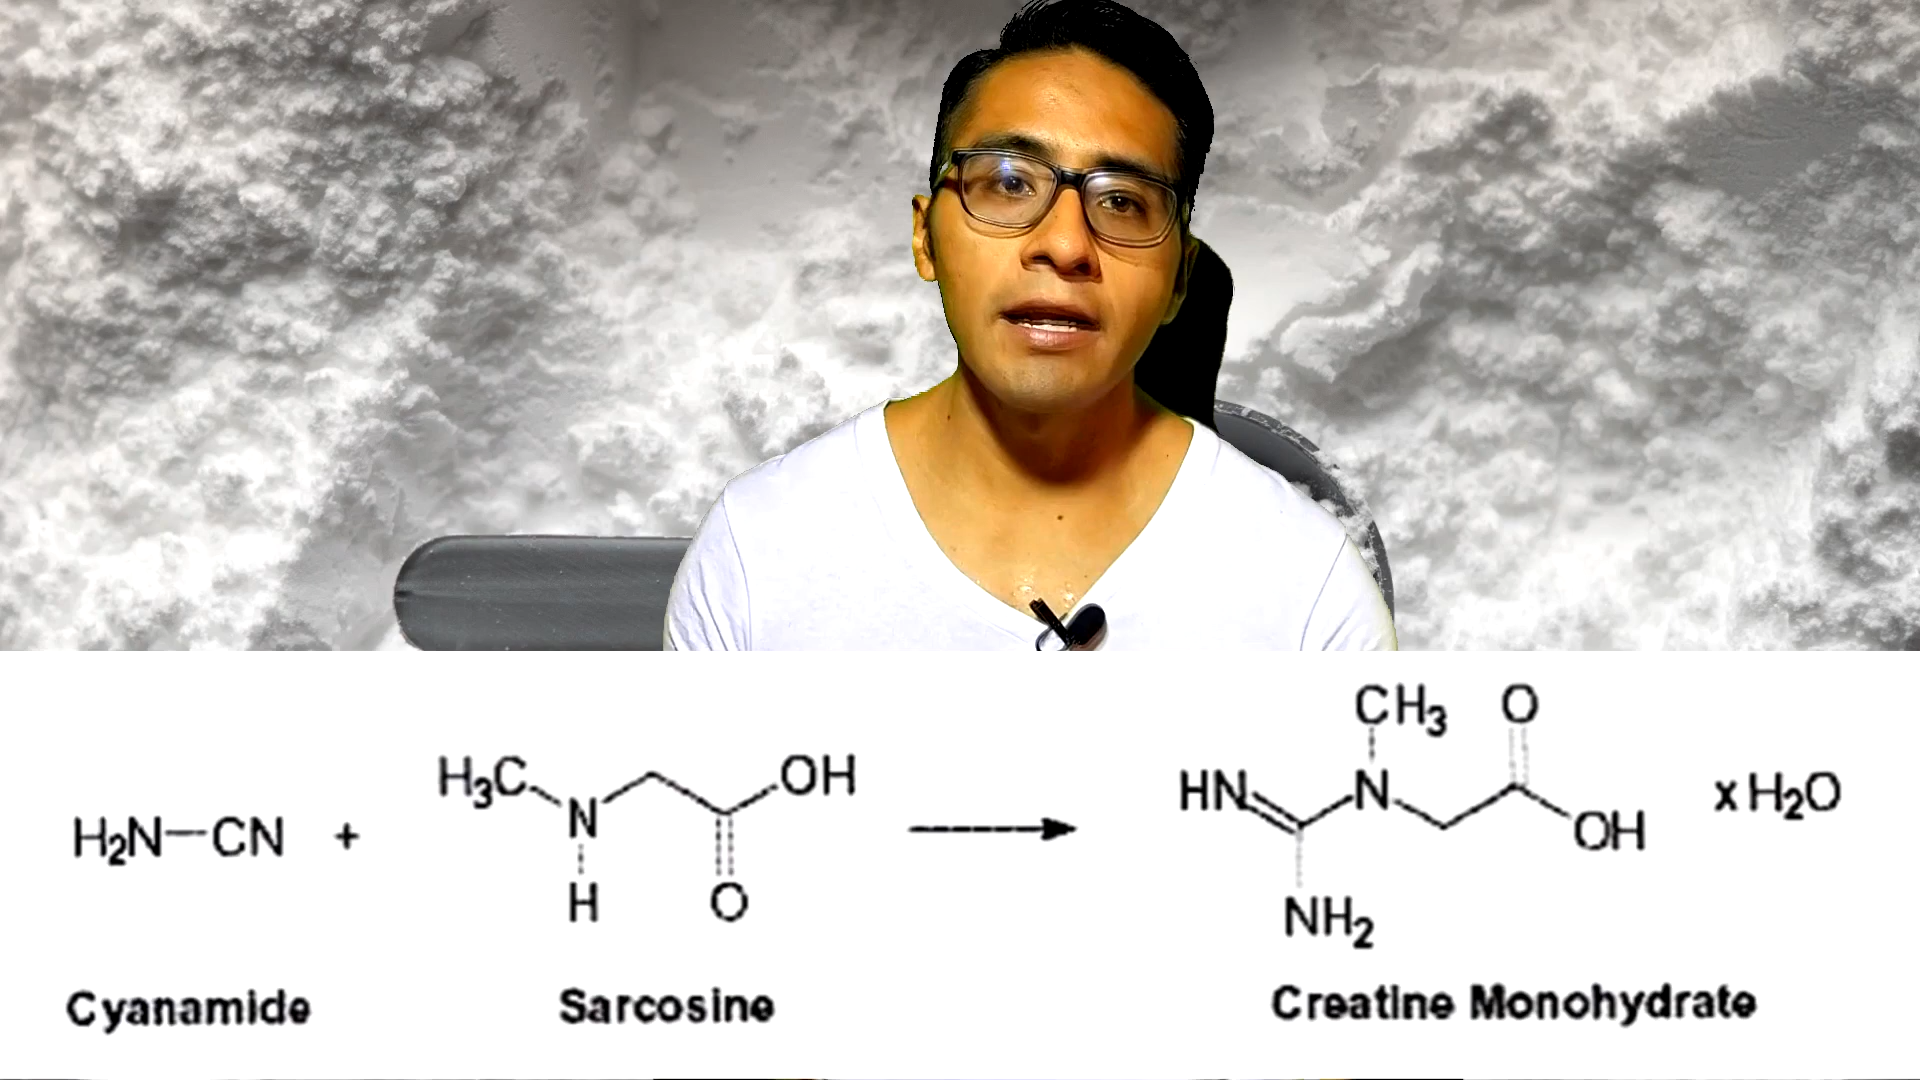 H₂N—CN + H₃C N H OH O HN CH₃ N NH₂ O OH x H₂O
Cyanamide Sarcosine Creatine Monohydrate